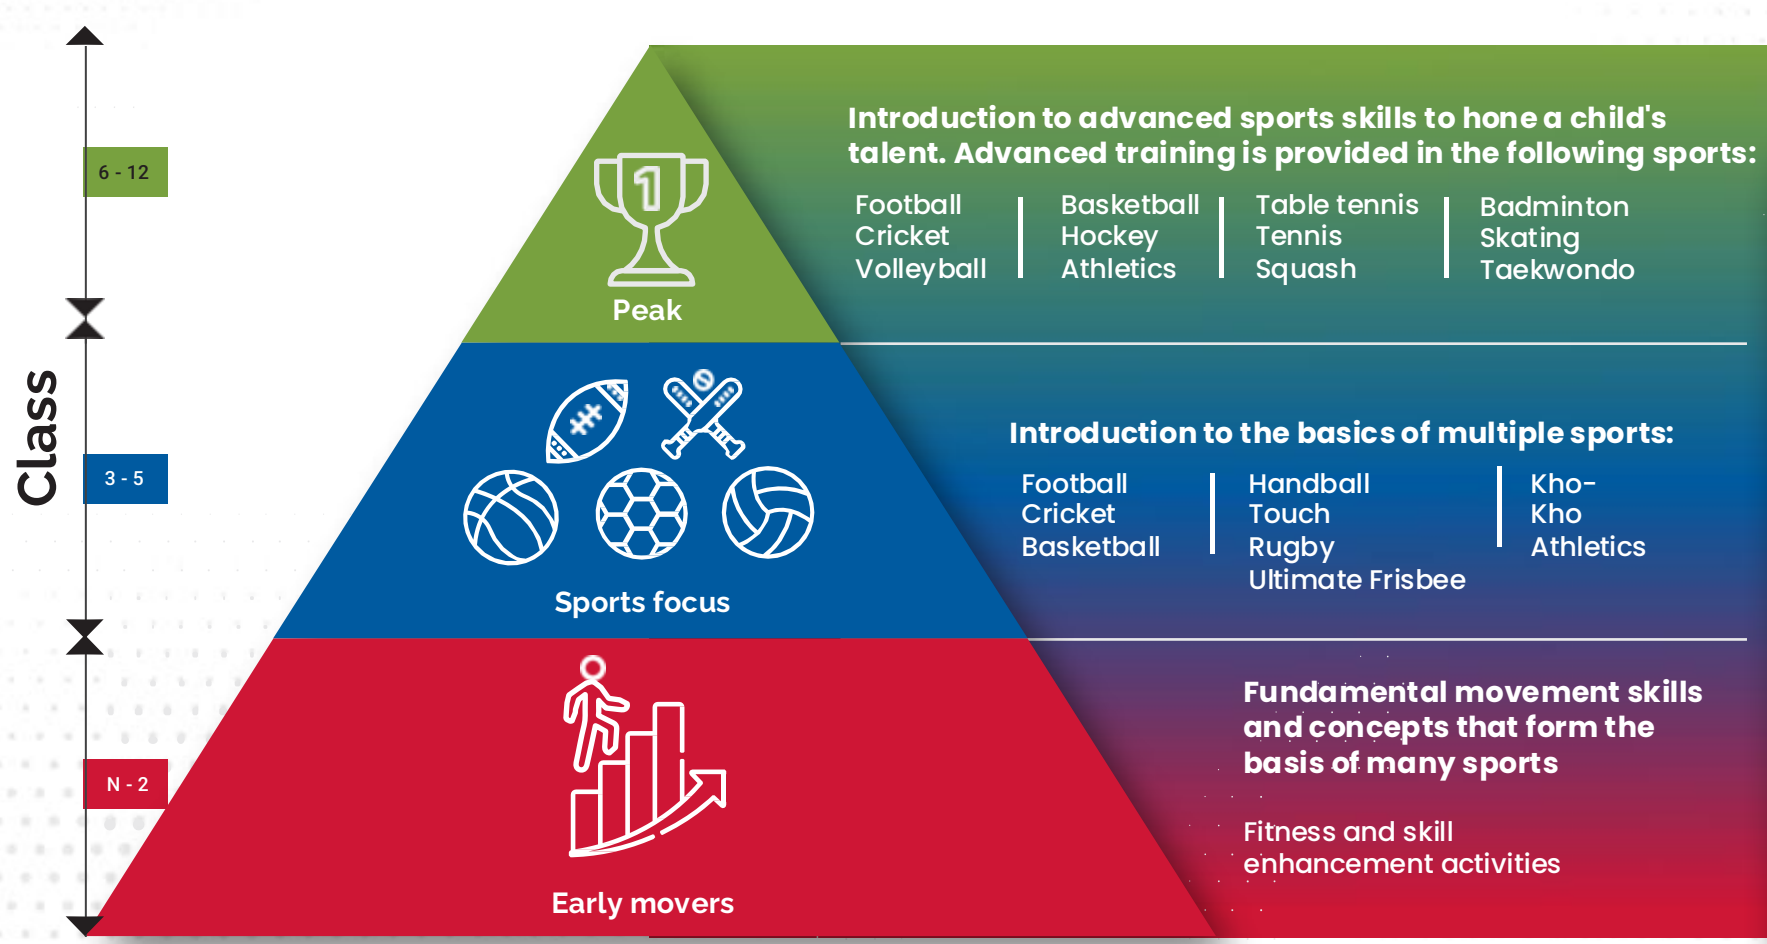 Class
6 - 12
1
Peak
Introduction to advanced sports skills to hone a child's
talent. Advanced training is provided in the following sports:
Football
Cricket
Volleyball
Basketball
Hockey
Athletics
Table tennis
Tennis
Squash
Badminton
Skating
Taekwondo
3 - 5
Sports focus
Introduction to the basics of multiple sports:
Football
Cricket
Basketball
Handball
Touch
Rugby
Ultimate Frisbee
Kho-
Kho
Athletics
N - 2
Early movers
Fundamental movement skills
and concepts that form the
basis of many sports
Fitness and skill
enhancement activities